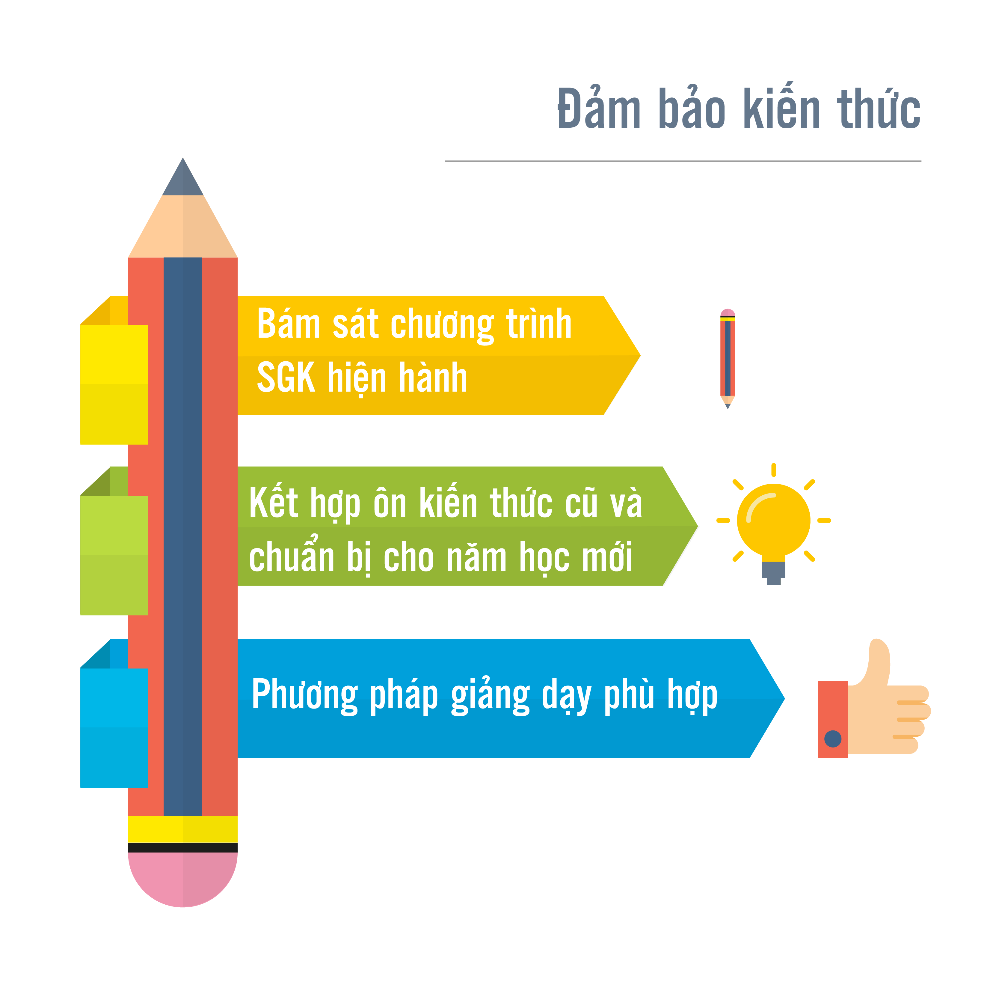 Đảm bảo kiến thức
Bám sát chương trình
SGK hiện hành
Kết hợp ôn kiến thức cũ và
chuẩn bị cho năm học mới
Phương pháp giảng dạy phù hợp